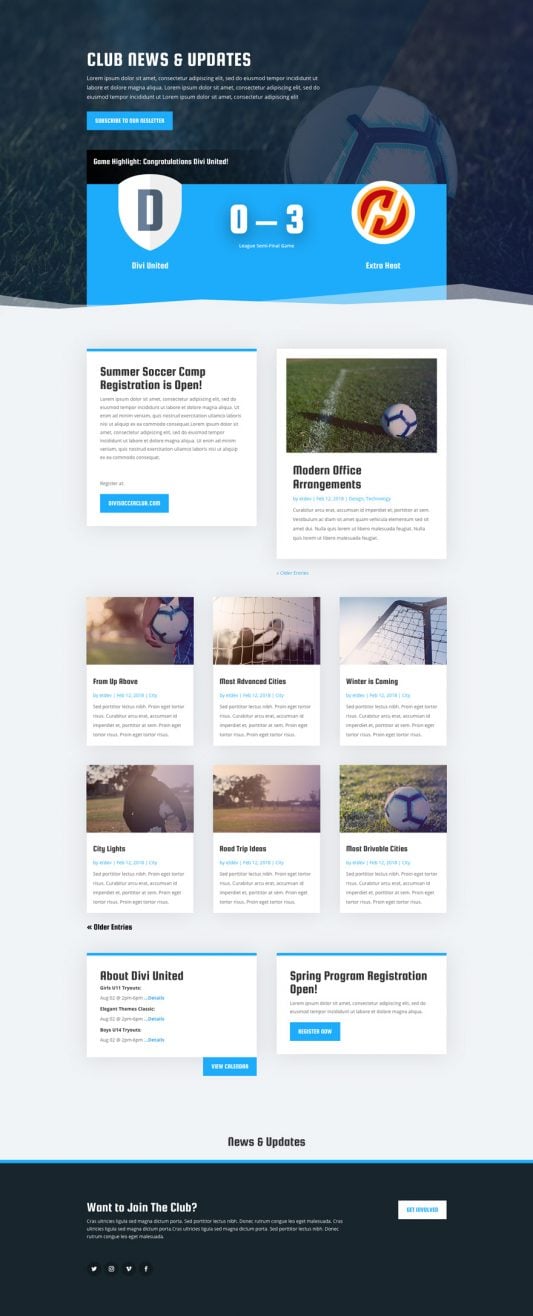 CLUB NEWS & UPDATES
Lorem ipsum dolor sit amet, consectetur adipiscing elit, sed do eiusmod tempor incididunt ut
labore et dolore magna aliqua. Lorem ipsum dolor sit amet, consectetur adipiscing elit, sed do
eiusmod tempor incididunt ut Lorem ipsum dolor sit amet, consectetur adipiscing elit
SUBSCRIBE TO OUR NEGLETTER
Game Highlight: Congratulations Divi United!
D
0 – 3
League Semi-Final Game
Divi United
Extra Heat
Summer Soccer Camp
Registration is Open!
Lorem ipsum dolor sit amet, consectetur adipiscing elit, sed do
eiusmod tempor incididunt ut labore et dolore magna aliqua. Ut
enim ad minim veniam, quis nostrud exercitation ullamco laboris
nisi ut aliquip ex ea commodo consequat.Lorem ipsum dolor sit
amet, consectetur adipiscing elit, sed do eiusmod tempor
incididunt ut labore et dolore magna aliqua. Ut enim ad minim
veniam, quis nostrud exercitation ullamco laboris nisi ut aliquip
ex ea commodo consequat.
Register at:
DIVISOCCERCLUB.COM
Modern Office
Arrangements
by etdev | Feb 12, 2018 | Design, Technology
Curabitur arcu erat, accumsan id imperdiet et, porttitor at sem.
Vestibulum ac diam sit amet quam vehicula elementum sed sit
amet dui. Nulla quis lorem ut libero malesuada feugiat. Nulla
quis lorem ut libero malesuada feugiat.
« Older Entries
From Up Above
by etdev | Feb 12, 2018 | City
Sed porttitor lectus nibh. Proin eget tortor
risus. Curabitur arcu erat, accumsan id
imperdiet et, porttitor at sem. Proin eget
tortor risus. Proin eget tortor risus.
Most Advanced Cities
by etdev | Feb 12, 2018 | City
Sed porttitor lectus nibh. Proin eget tortor
risus. Curabitur arcu erat, accumsan id
imperdiet et, porttitor at sem. Proin eget
tortor risus. Proin eget tortor risus.
Winter is Coming
by etdev | Feb 12, 2018 | City
Sed porttitor lectus nibh. Proin eget tortor
risus. Curabitur arcu erat, accumsan id
imperdiet et, porttitor at sem. Proin eget
tortor risus. Proin eget tortor risus.
City Lights
by etdev | Feb 12, 2018 | City
Sed porttitor lectus nibh. Proin eget tortor
risus. Curabitur arcu erat, accumsan id
imperdiet et, porttitor at sem. Proin eget
tortor risus. Proin eget tortor risus.
Road Trip Ideas
by etdev | Feb 12, 2018 | City
Sed porttitor lectus nibh. Proin eget tortor
risus. Curabitur arcu erat, accumsan id
imperdiet et, porttitor at sem. Proin eget
tortor risus. Proin eget tortor risus.
Most Drivable Cities
by etdev | Feb 12, 2018 | City
Sed porttitor lectus nibh. Proin eget tortor
risus. Curabitur arcu erat, accumsan id
imperdiet et, porttitor at sem. Proin eget
tortor risus. Proin eget tortor risus.
« Older Entries
About Divi United
Girls U11 Tryouts:
Aug 02 @ 2pm-6pm ...Details
Elegant Themes Classic:
Aug 02 @ 2pm-6pm ...Details
Boys U14 Tryouts:
Aug 02 @ 2pm-6pm ...Details
VIEW CALENDAR
Spring Program Registration
Open!
Lorem ipsum dolor sit amet, consectetur adipiscing elit, sed do
eiusmod tempor incididunt ut labore et dolore magna aliqua.
REGISTER NOW
News & Updates
Want to Join The Club?
Cras ultricies ligula sed magna dictum porta. Sed porttitor lectus nibh. Donec rutrum congue leo eget malesuada. Cras
ultricies ligula sed magna dictum porta.Cras ultricies ligula sed magna dictum porta. Sed porttitor lectus nibh. Donec
rutrum congue leo eget malesuada.
GET INVOLVED